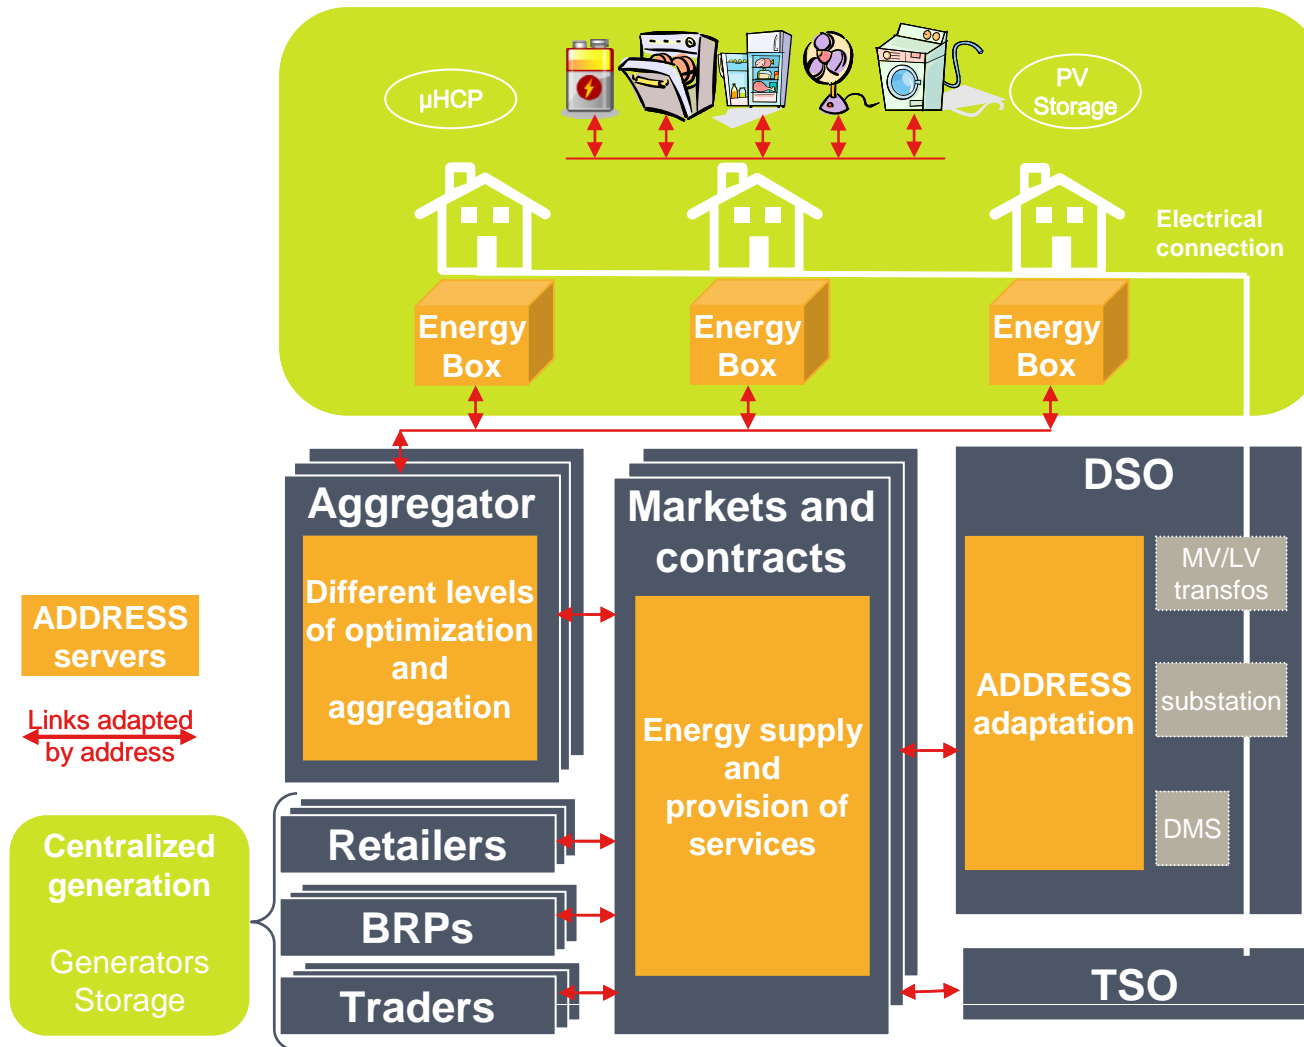 µHCP
PV
Storage
Electrical
connection
Energy
Box
Energy
Box
Energy
Box
Aggregator
Different levels
of optimization
and
aggregation
Markets and
contracts
Energy supply
and
provision of
services
DSO
ADDRESS
adaptation
MV/LV
transfos
substation
DMS
ADDRESS
servers
Links adapted
by address
Centralized
generation
Generators
Storage
Retailers
BRPs
Traders
TSO